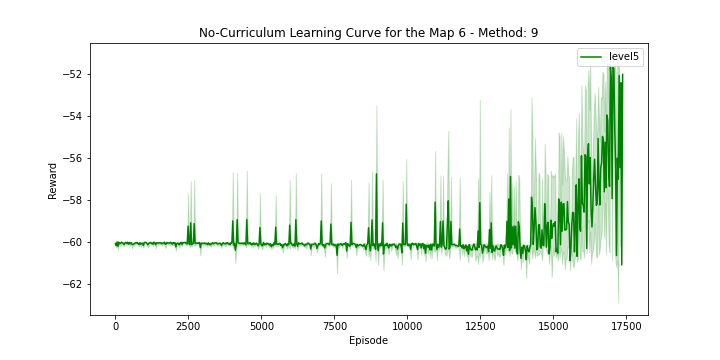 No-Curriculum Learning Curve for the Map 6 - Method: 9
level5
Reward
−52
−54
−56
−58
−60
−62
0 2500 5000 7500 10000 12500 15000 17500
Episode